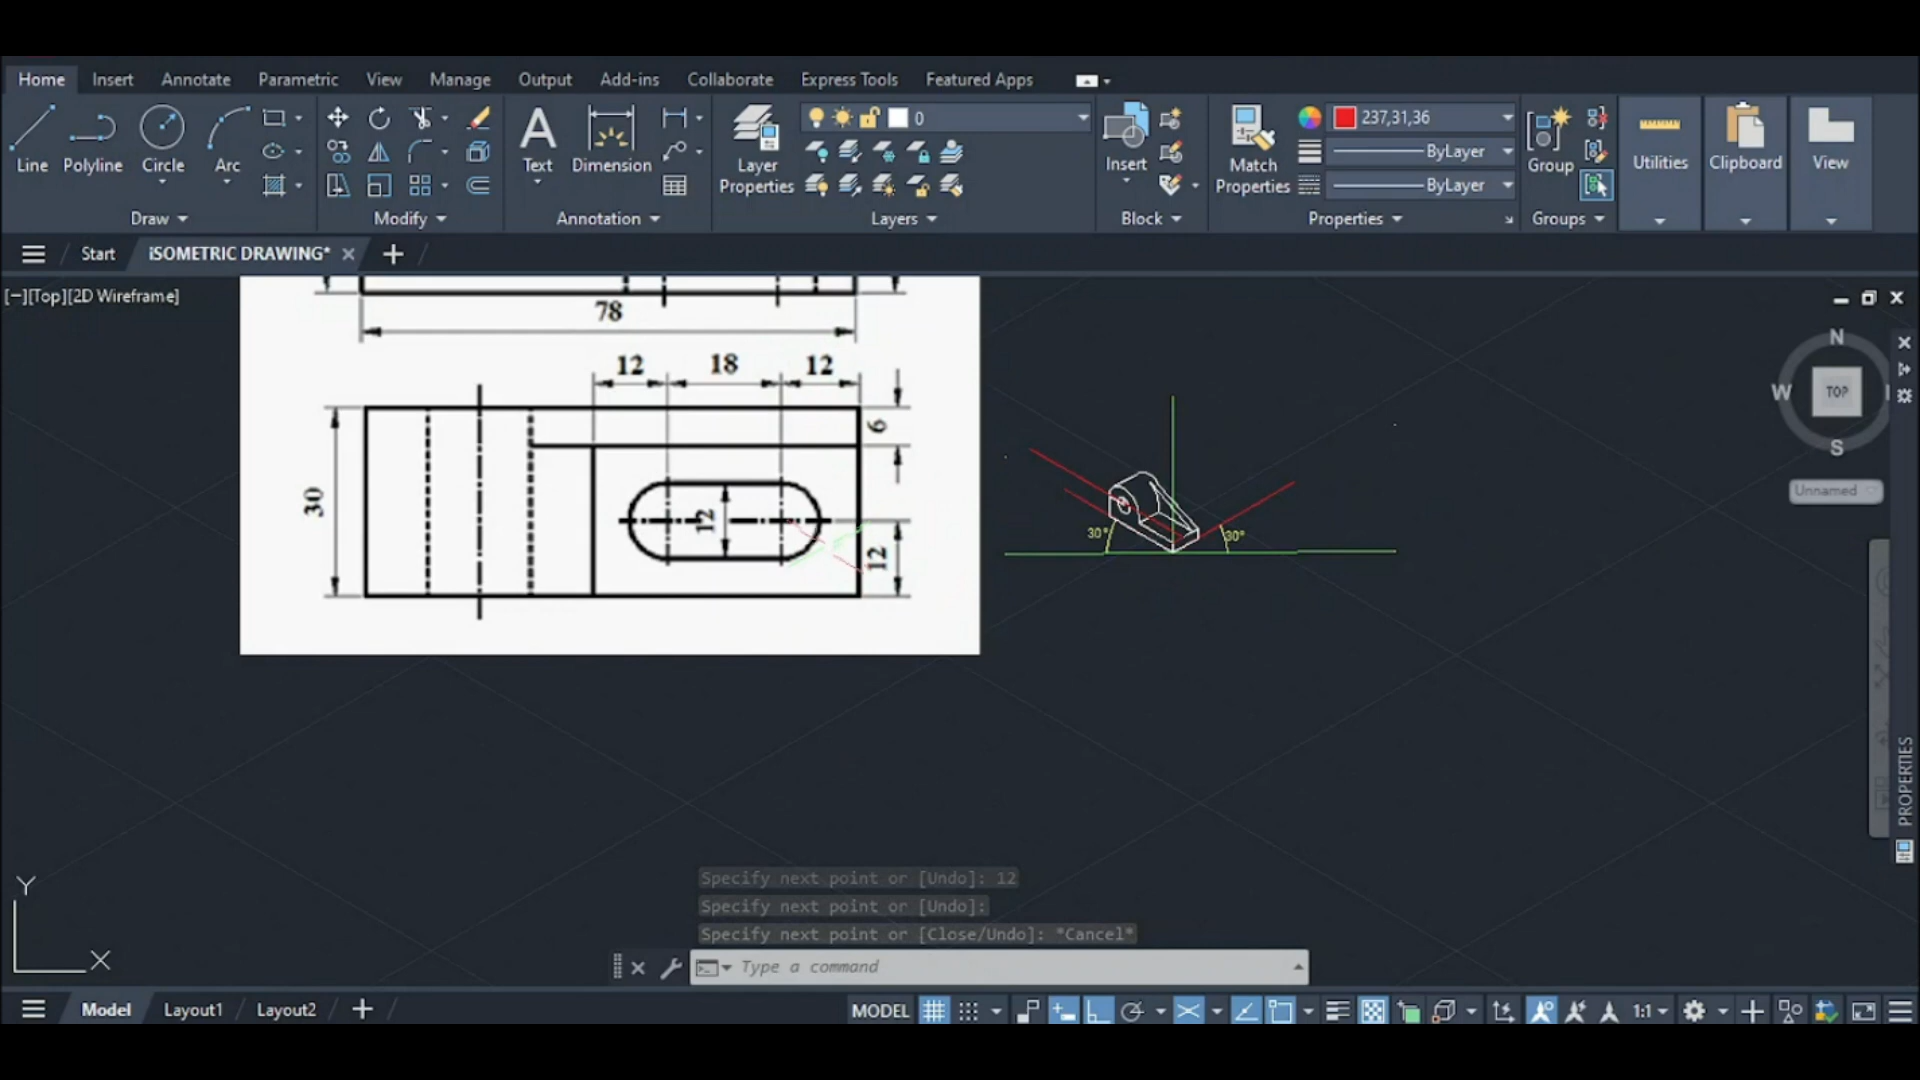 Home Insert Annotate Parametric View Manage Output Add-ins Collaborate Express Tools Featured Apps
0
237,31,36
Line Polyline Circle Arc
Text Dimension
Layer Properties
Insert
Match Properties
ByLayer
ByLayer
Group
Utilities Clipboard View
Draw Modify Annotation Layers Block Properties Groups
Start iSOMETRIC DRAWING*
[−][Top][2D Wireframe]
78
12 18 12
6
30
12
12
30° 30°
N
W TOP
S
Unnamed
PROPERTIES
Y
X
Specify next point or [Undo]: 12
Specify next point or [Undo]:
Specify next point or [Close/Undo]: *Cancel*
Type a command
Model Layout1 Layout2
MODEL 1:1